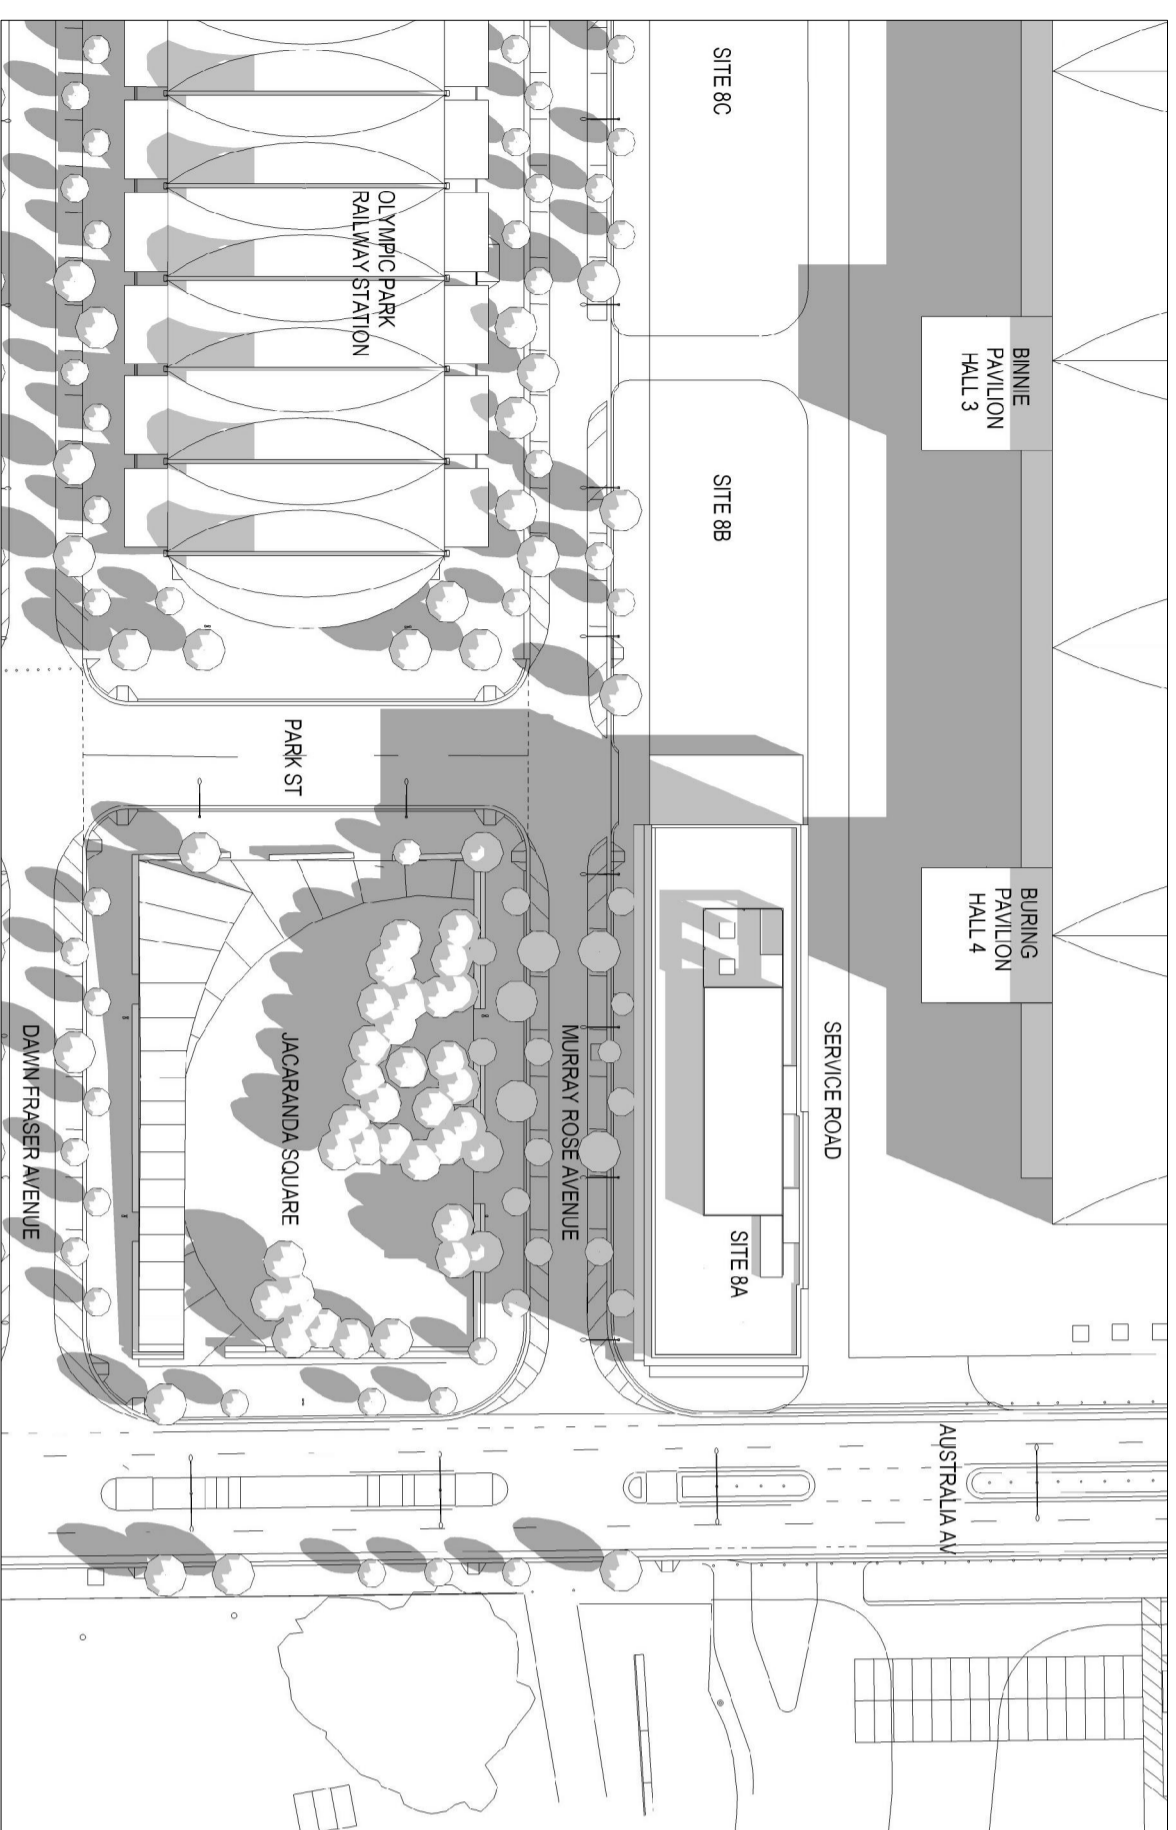 SITE 8C
OLYMPIC PARK
RAILWAY STATION
BINNIE
PAVILION
HALL 3
SITE 8B
PARK ST
BURING
PAVILION
HALL 4
SERVICE ROAD
MURRAY ROSE AVENUE
JACARANDA SQUARE
DAWN FRASER AVENUE
SITE 8A
AUSTRALIA AV